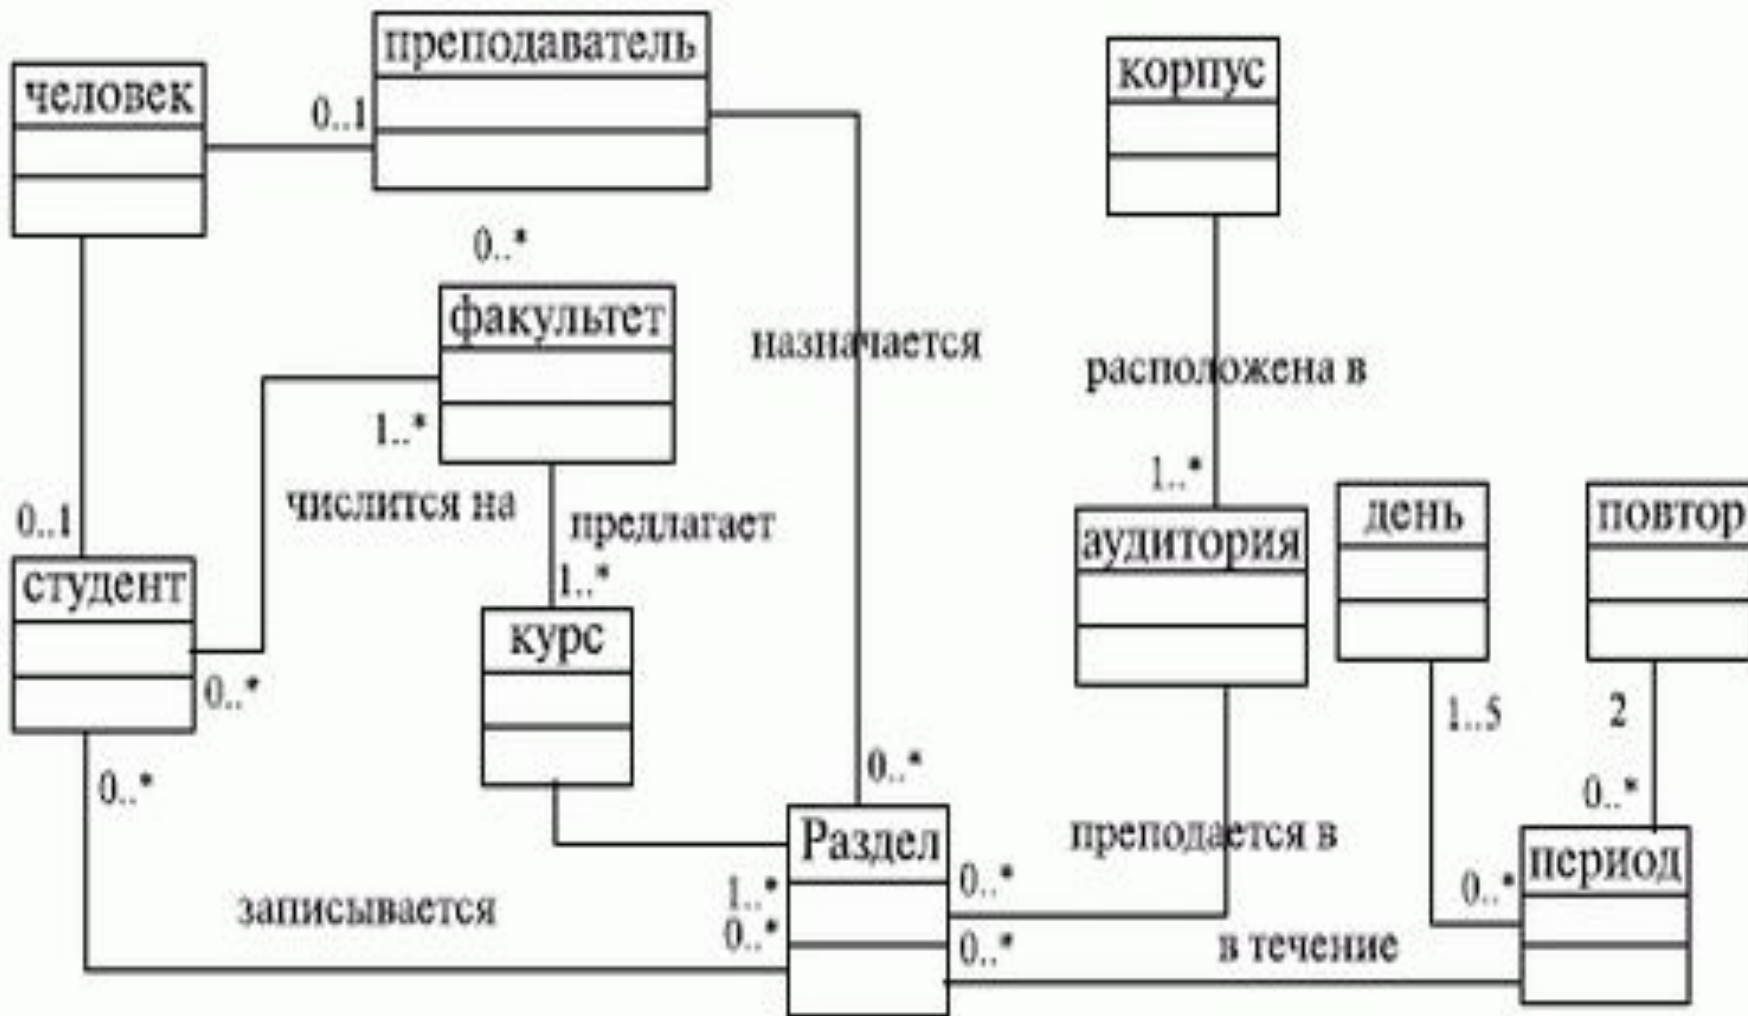 преподаватель
человек
корпус
0..1
0..*
факультет
назначается
расположена в
1..*
числится на
предлагает
1..*
0..1
1..*
студент
курс
аудитория
день
повтор
0..*
1..5
2
0..*
0..*
0..*
Раздел
преподается в
период
1..*
0..*
0..*
записывается
0..*
0..*
в течение